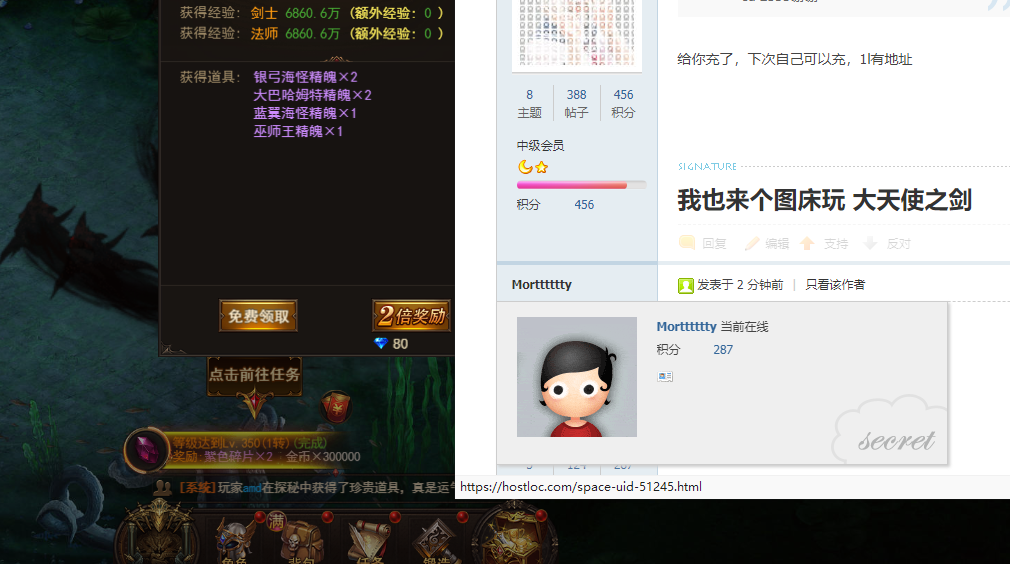 获得经验: 剑士 6860.6万 (额外经验: 0 )
获得经验: 法师 6860.6万 (额外经验: 0 )
获得道具: 银弓海怪精魄×2
大巴哈姆特精魄×2
蓝翼海怪精魄×1
巫师王精魄×1
免费领取
2倍奖励
80
点击前往任务
等级达到Lv.350(1转)(完成)
奖励:紫色碎片×2 金币×300000
[系统]玩家amd在探秘中获得了珍贵道具，真是运
满
角色
背包
任务
锻造
给你充了，下次自己可以充，1l有地址
8 388 456
主题 帖子 积分
中级会员
积分 456
SIGNATURE
我也来个图床玩 大天使之剑
回复 编辑 支持 反对
Mortttttty
发表于 2 分钟前 | 只看该作者
Mortttttty 当前在线
积分 287
secret
https://hostloc.com/space-uid-51245.html